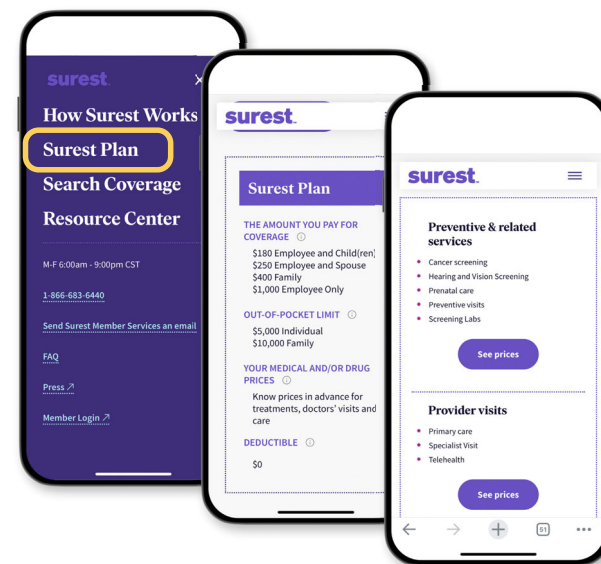 surest.
How Surest Works
Surest Plan
Search Coverage
Resource Center
M-F 6:00am - 9:00pm CST
1-866-683-6440
Send Surest Member Services an email
FAQ
Press ↗
Member Login ↗
surest.
Surest Plan
THE AMOUNT YOU PAY FOR
COVERAGE
$180 Employee and Child(ren)
$250 Employee and Spouse
$400 Family
$1,000 Employee Only
OUT-OF-POCKET LIMIT
$5,000 Individual
$10,000 Family
YOUR MEDICAL AND/OR DRUG
PRICES
Know prices in advance for
treatments, doctors' visits and
care
DEDUCTIBLE
$0
surest.
Preventive & related
services
• Cancer screening
• Hearing and Vision Screening
• Prenatal care
• Preventive visits
• Screening Labs
See prices
Provider visits
• Primary care
• Specialist Visit
• Telehealth
See prices
51